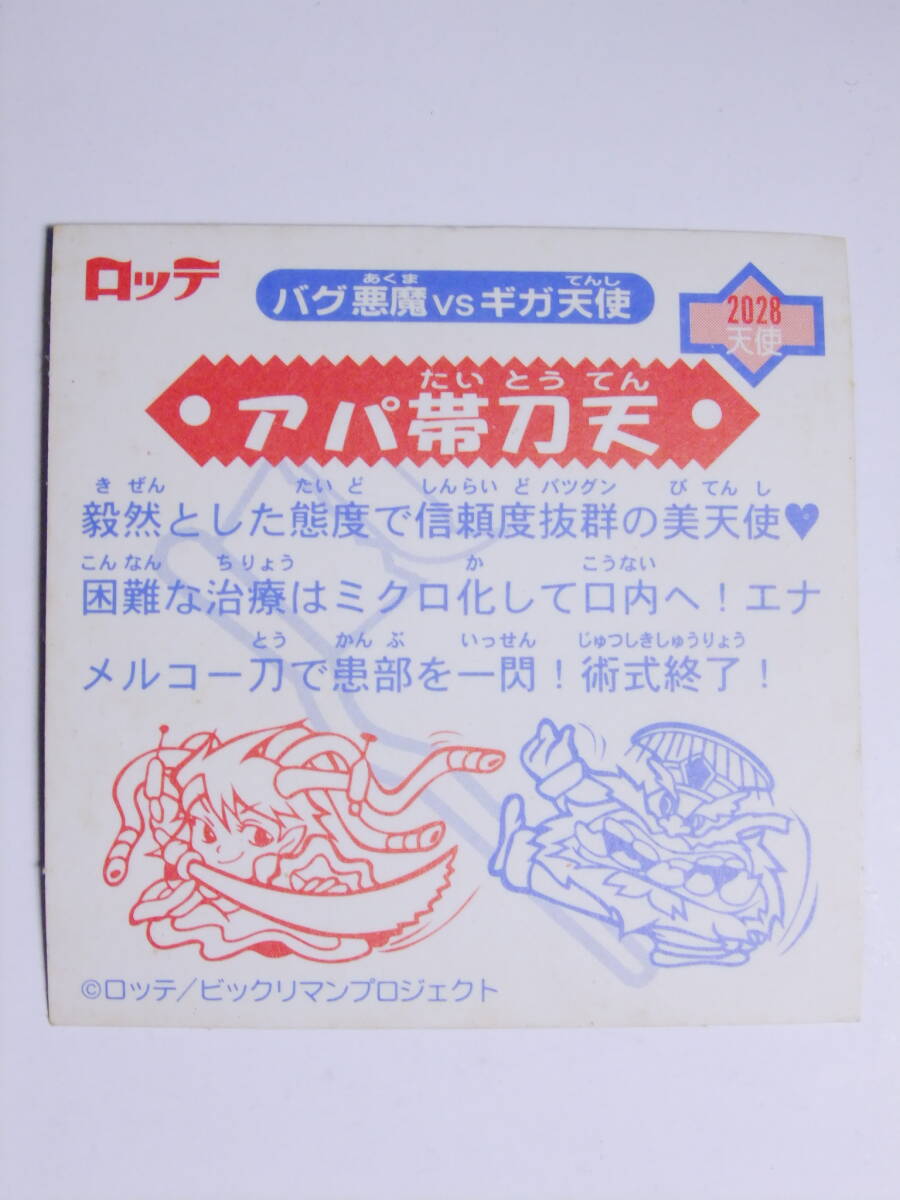 ロッテ
バグ悪魔vsギガ天使
あくま てんし
2028
天使
たいとうてん
アパ帯刀天
きぜん たいど しんらいど バツグン びてんし
毅然とした態度で信頼度抜群の美天使♥
こんなん ちりょう か こうない
困難な治療はミクロ化して口内へ！エナ
とう かんぶ いっせん じゅつしきしゅうりょう
メルコー刀で患部を一閃！術式終了！
©ロッテ/ビックリマンプロジェクト